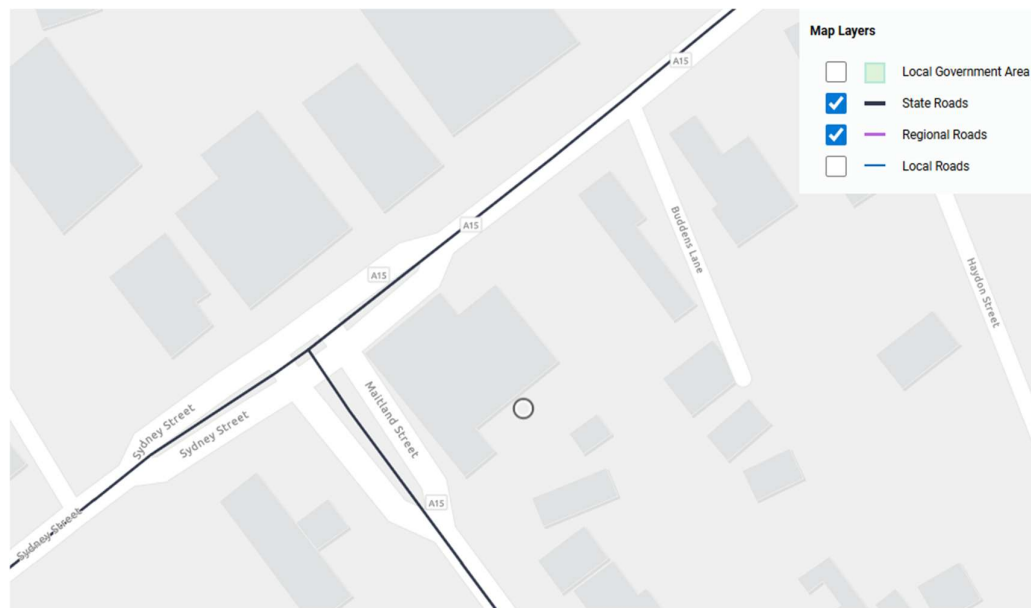 Map Layers
Local Government Area
State Roads
Regional Roads
Local Roads
A15
A15
A15
Buddens Lane
Haydon Street
Sydney Street
Sydney Street
Maitland Street
A15
Sydney Street